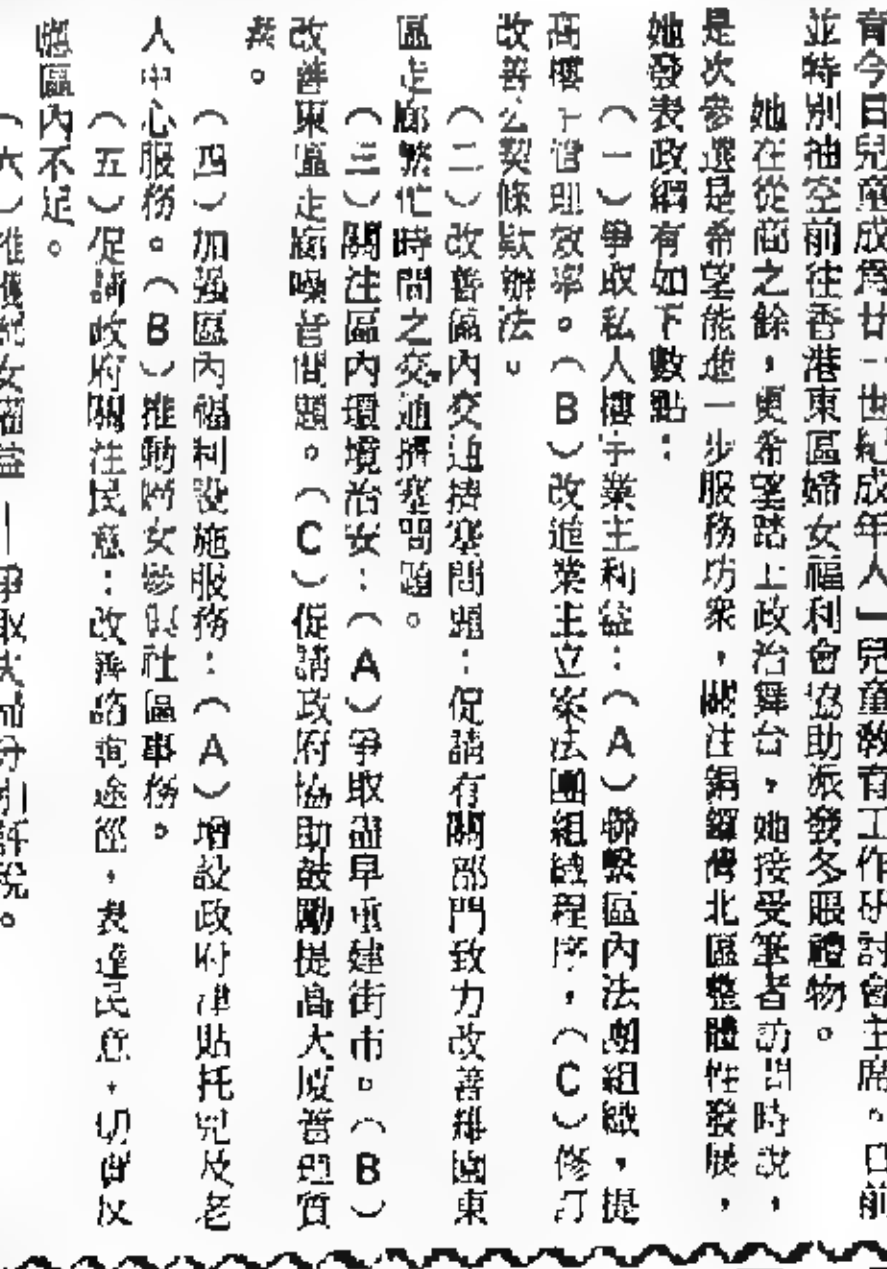 育今日兒童成爲廿一世紀成年人」兒童教育工作研討會主席。日前
並特別抽空前往香港東區婦女福利會協助派發冬賑禮物。
她在從商之餘,更希望踏上政治舞台,她接受筆者訪問時說,
是次參選是希望能進一步服務坊衆,關注銅鑼灣北區整體性發展,
她發表政綱有如下數點:
(一)爭取私人樓宇業主利益:(A)聯繫區內法團組織,提
高樓宇管理效率。(B)改進業主立案法團組織程序,(C)修訂
改善公契條欵辦法。
(二)改善區內交通擠塞問題:促請有關部門致力改善維園東
區走廊繁忙時間之交通擠塞問題。
(三)關注區內環境治安:(A)爭取盡早重建街市。(B)
改善東區走廊噪音問題。(C)促請政府協助鼓勵提高大廈管理質
素。
(四)加强區內福利設施服務:(A)增設政府津貼托兒及老
人中心服務。(B)推動婦女參與社區事務。
(五)促請政府關注民意:改善諮詢途徑,表達民意,切實反
應區內不足。
(六)推護婦女權益—爭取夫婦分別評稅。